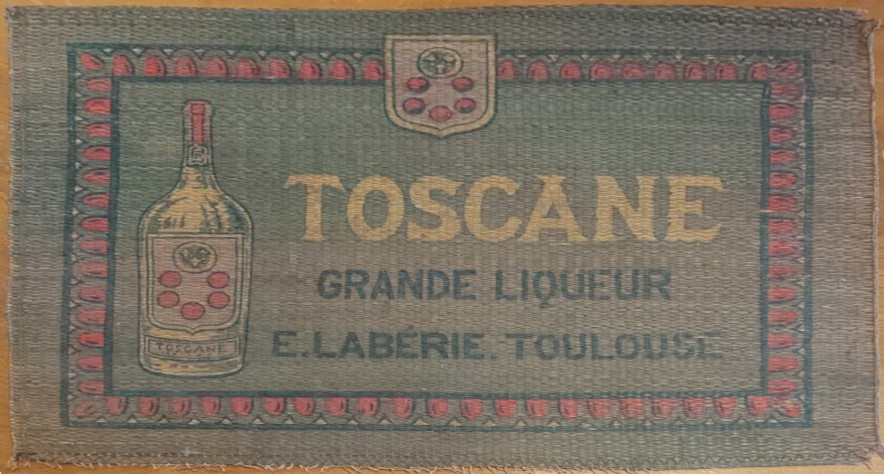 TOSCANE
GRANDE LIQUEUR
E. LABÉRIE. TOULOUSE
TOSCANE